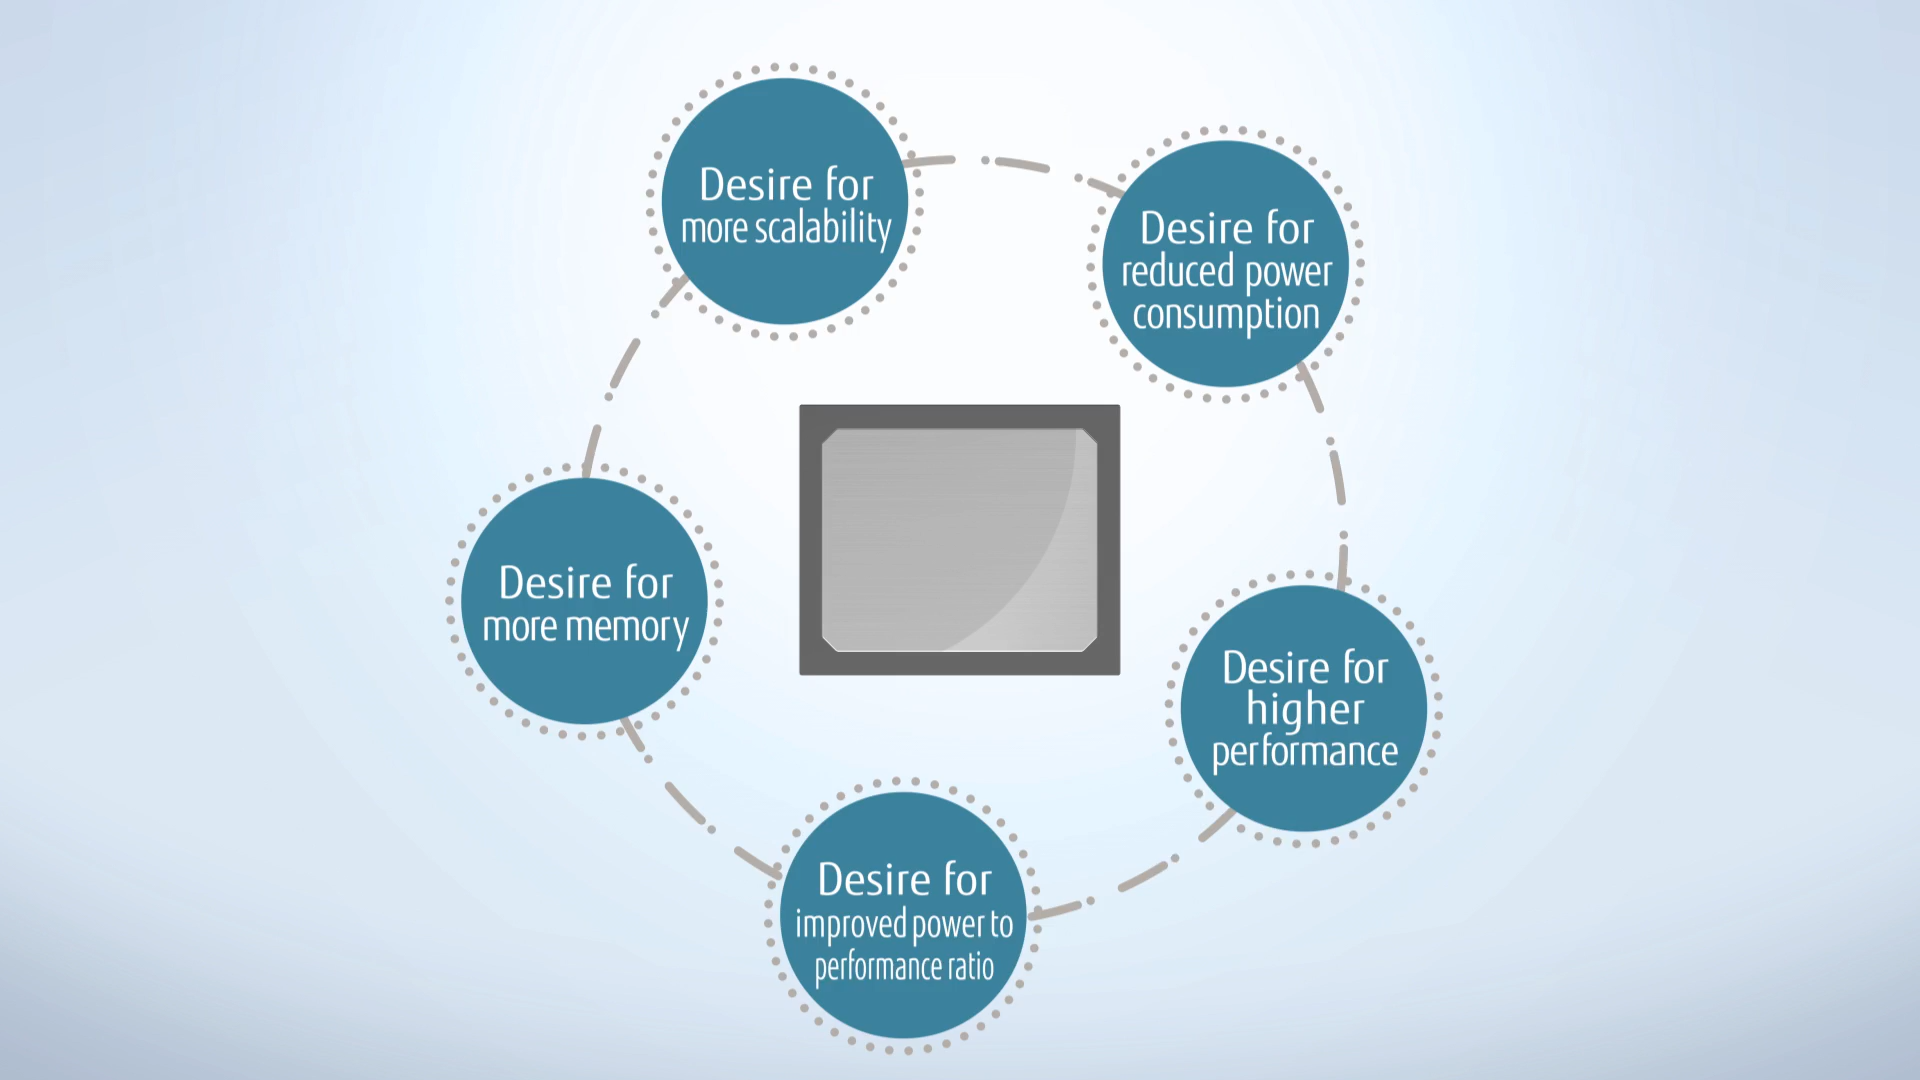 Desire for
more scalability
Desire for
reduced power
consumption
Desire for
more memory
Desire for
higher
performance
Desire for
improved power to
performance ratio